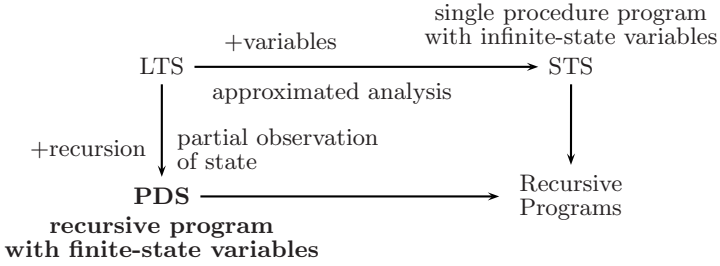 single procedure program
with infinite-state variables
+variables
LTS
STS
approximated analysis
+recursion
partial observation
of state
PDS
Recursive
Programs
recursive program
with finite-state variables